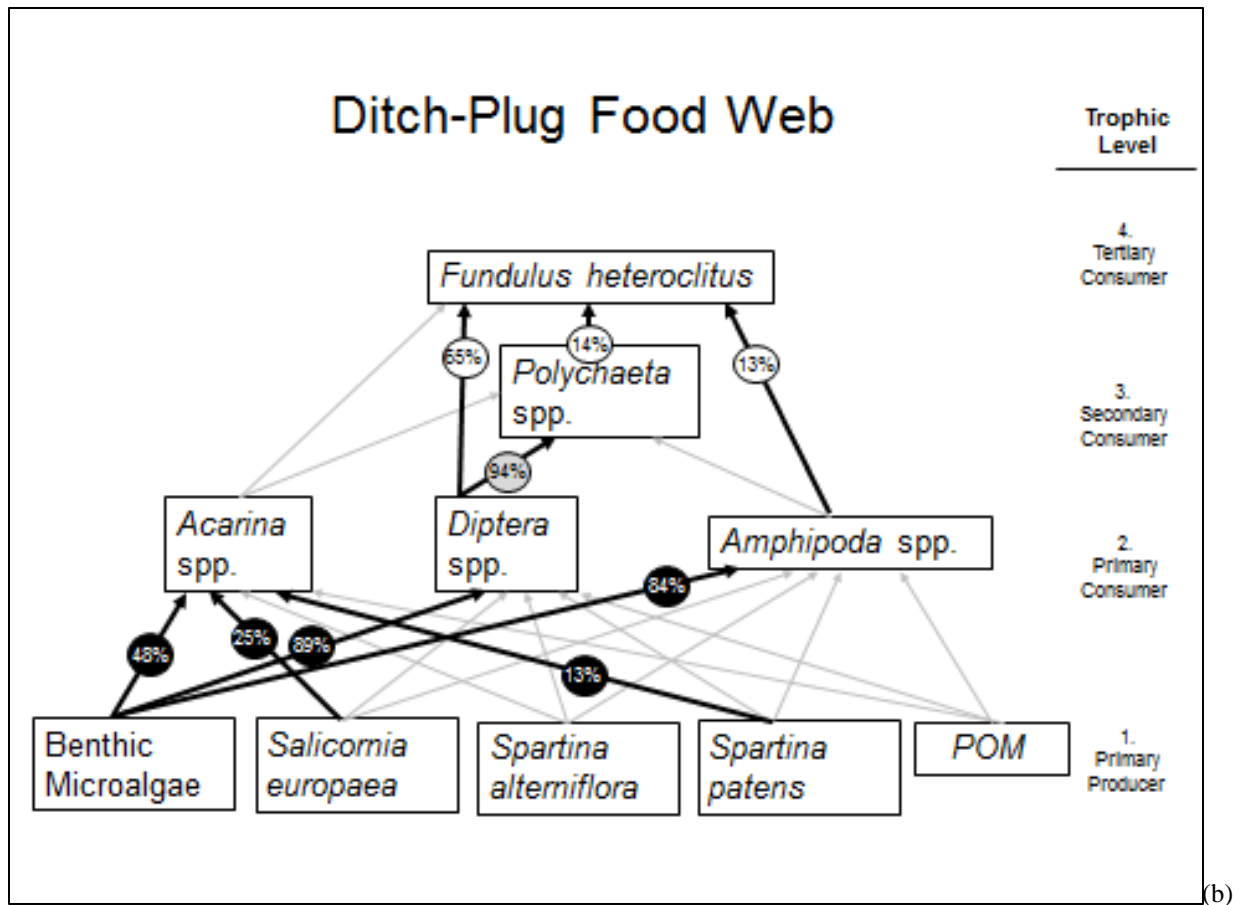 Ditch-Plug Food Web
Trophic
Level
4.
Tertiary
Consumer
Fundulus heteroclitus
65%
14%
13%
Polychaeta
spp.
3.
Secondary
Consumer
94%
Acarina
spp.
Diptera
spp.
Amphipoda spp.
2.
Primary
Consumer
84%
48%
25%
89%
13%
Benthic
Microalgae
Salicornia
europaea
Spartina
alterniflora
Spartina
patens
POM
1.
Primary
Producer
(b)